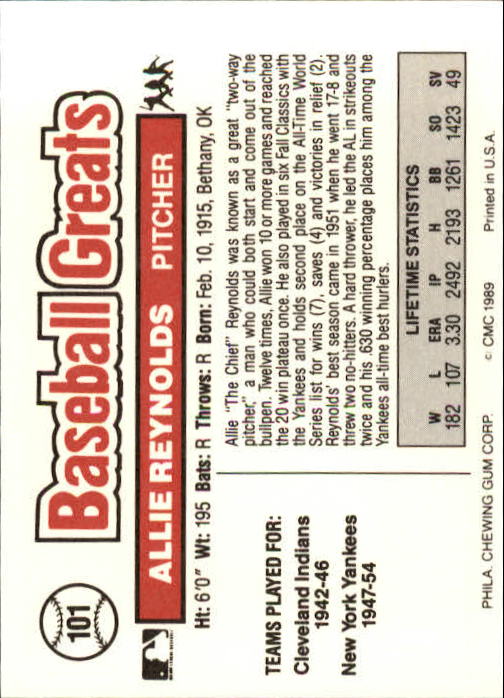 101
Baseball Greats
ALLIE REYNOLDS PITCHER
Ht: 6'0" Wt: 195 Bats: R Throws: R Born: Feb. 10, 1915, Bethany, OK
TEAMS PLAYED FOR:
Cleveland Indians
1942-46
New York Yankees
1947-54
Allie "The Chief" Reynolds was known as a great "two-way
pitcher," a man who could both start and come out of the
bullpen. Twelve times, Allie won 10 or more games and reached
the 20 win plateau once. He also played in six Fall Classics with
the Yankees and holds second place on the All-Time World
Series list for wins (7), saves (4) and victories in relief (2).
Reynolds' best season came in 1951 when he went 17-8 and
threw two no-hitters. A hard thrower, he led the AL in strikeouts
twice and his .630 winning percentage places him among the
Yankees all-time best hurlers.
LIFETIME STATISTICS
W L ERA IP H BB SO SV
182 107 3.30 2492 2193 1261 1423 49
PHILA. CHEWING GUM CORP. © CMC 1989 Printed in U.S.A.